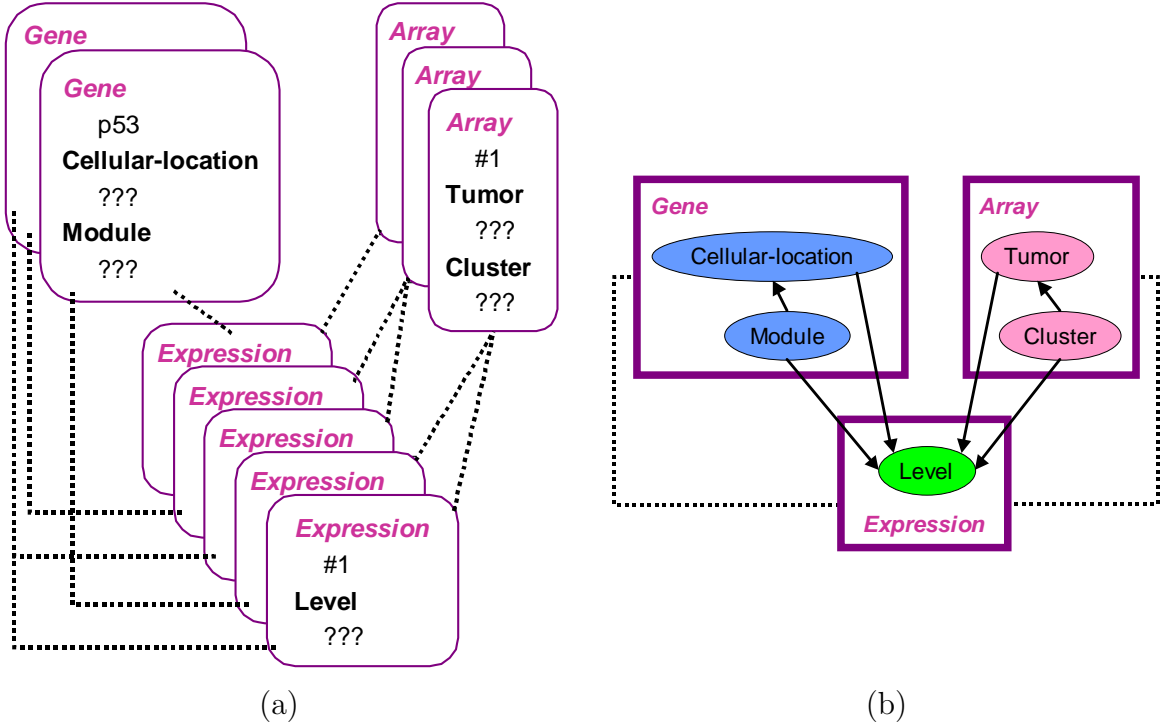 Gene
Gene
p53
Cellular-location
???
Module
???
Array
Array
Array
#1
Tumor
???
Cluster
???
Expression
Expression
Expression
Expression
Expression
#1
Level
???
(a)
Gene
Cellular-location
Module
Array
Tumor
Cluster
Level
Expression
(b)